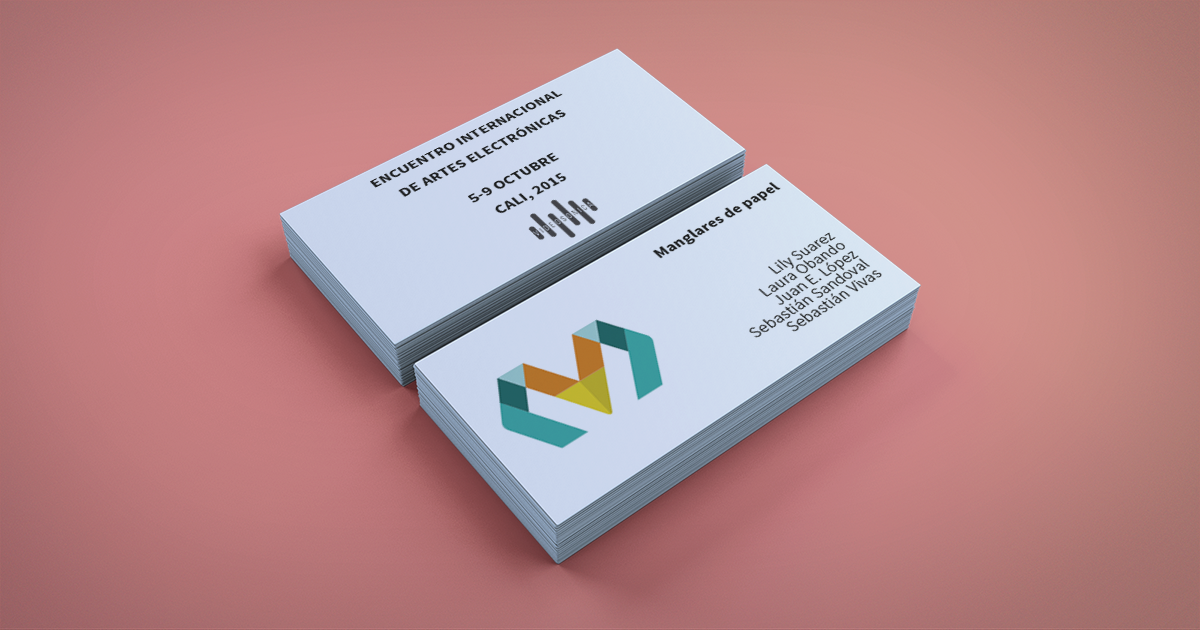 ENCUENTRO INTERNACIONAL
DE ARTES ELECTRÓNICAS
5-9 OCTUBRE
CALI, 2015
Manglares de papel
Lily Suarez
Laura Obando
Juan E. López
Sebastián Sandoval
Sebastián Vivas